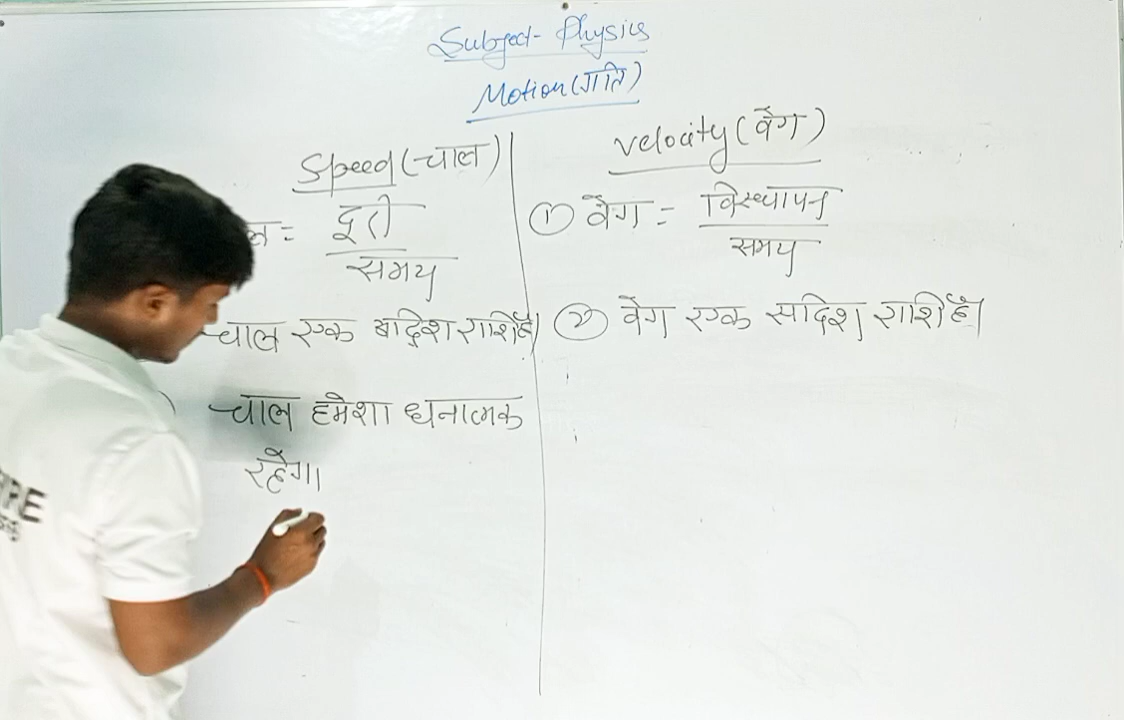 Subject- Physics
Motion(गति)
Speed(चाल)
ल= दूरी
समय
चाल एक अदिश राशि है।
चाल हमेशा धनात्मक
रहेगा।
velocity(वेग)
① वेग= विस्थापन
समय
② वेग एक सदिश राशि है।